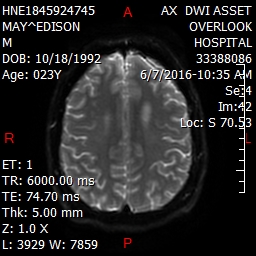 HNE1845924745
AX DWI ASSET
MAY^EDISON
OVERLOOK
M
HOSPITAL
DOB: 10/18/1992
33388086
Age: 023Y
6/7/2016-10:35 AM
Se:4
Im:42
Loc: S 70.53
A
R
L
P
ET: 1
TR: 6000.00 ms
TE: 74.70 ms
Thk: 5.00 mm
Z: 1.0 X
L: 3929 W: 7859